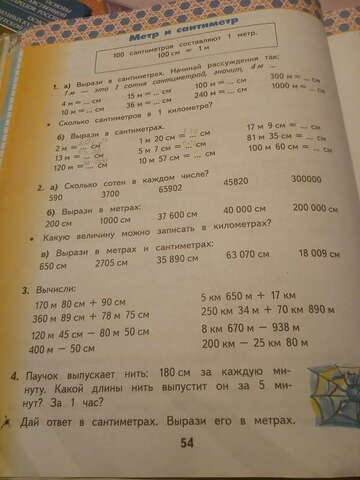 Метр и сантиметр
100 сантиметров составляют 1 метр.
100 см = 1 м
1. а) Вырази в сантиметрах. Начинай рассуждения так:
1 м — это 1 сотня сантиметров, значит, 4 м —
4 м = ... см 15 м = ... см 100 м = ... см 300 м = ... см
10 м = ... см 36 м = ... см 240 м = ... см 1000 м = ... см
• Сколько сантиметров в 1 километре?
б) Вырази в сантиметрах.
2 м = ... см 1 м 20 см = ... см 17 м 9 см = ... см
13 м = ... см 5 м 7 см = ... см 81 м 35 см = ... см
120 м = ... см 10 м 57 см = ... см 100 м 60 см = ... см
2. а) Сколько сотен в каждом числе?
590 3700 65902 45820 300000
б) Вырази в метрах:
200 см 1000 см 37 600 см 40 000 см 200 000 см
• Какую величину можно записать в километрах?
в) Вырази в метрах и сантиметрах:
650 см 2705 см 35 890 см 63 070 см 18 009 см
3. Вычисли:
170 м 80 см + 90 см 5 км 650 м + 17 км
360 м 89 см + 78 м 75 см 250 км 34 м + 70 км 890 м
120 м 45 см − 80 м 50 см 8 км 670 м − 938 м
400 м − 50 см 200 км − 25 км 80 м
4. Паучок выпускает нить: 180 см за каждую ми-
нуту. Какой длины нить выпустит он за 5 ми-
нут? За 1 час?
Дай ответ в сантиметрах. Вырази его в метрах.
54